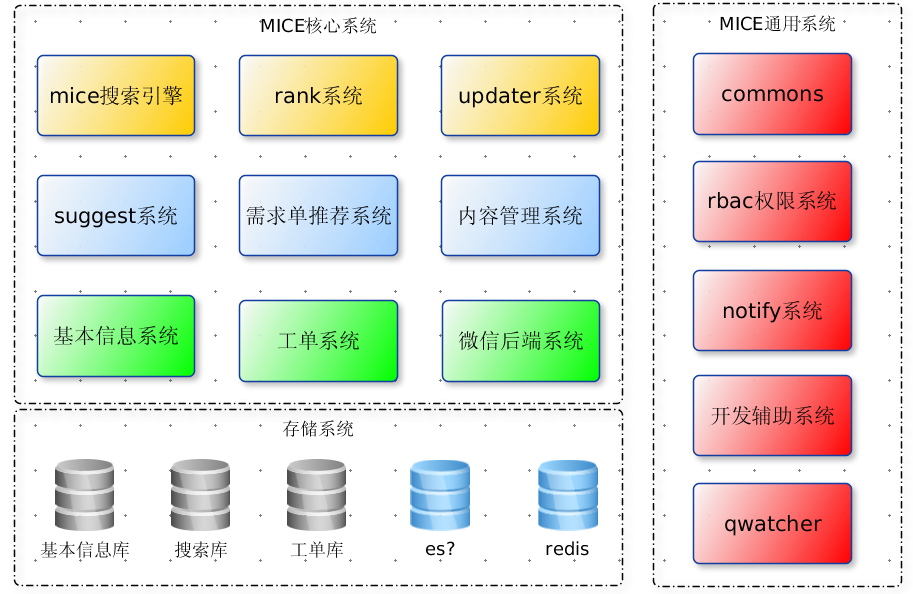 MICE核心系统
mice搜索引擎
rank系统
updater系统
suggest系统
需求单推荐系统
内容管理系统
基本信息系统
工单系统
微信后端系统
存储系统
基本信息库
搜索库
工单库
es?
redis
MICE通用系统
commons
rbac权限系统
notify系统
开发辅助系统
qwatcher